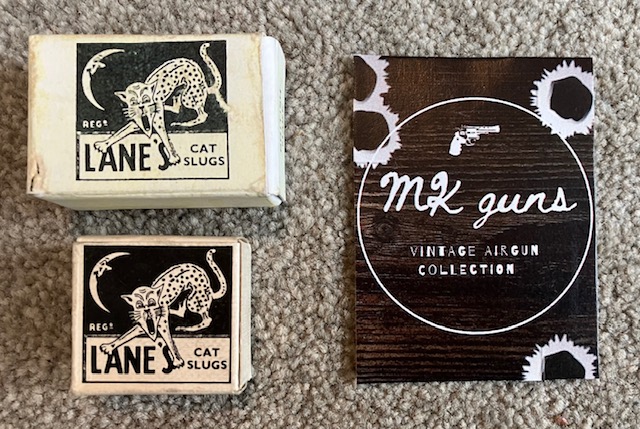 REGD
LANE'S CAT
SLUGS
REGD
LANE'S CAT
SLUGS
MK guns
VINTAGE AIRGUN
COLLECTION